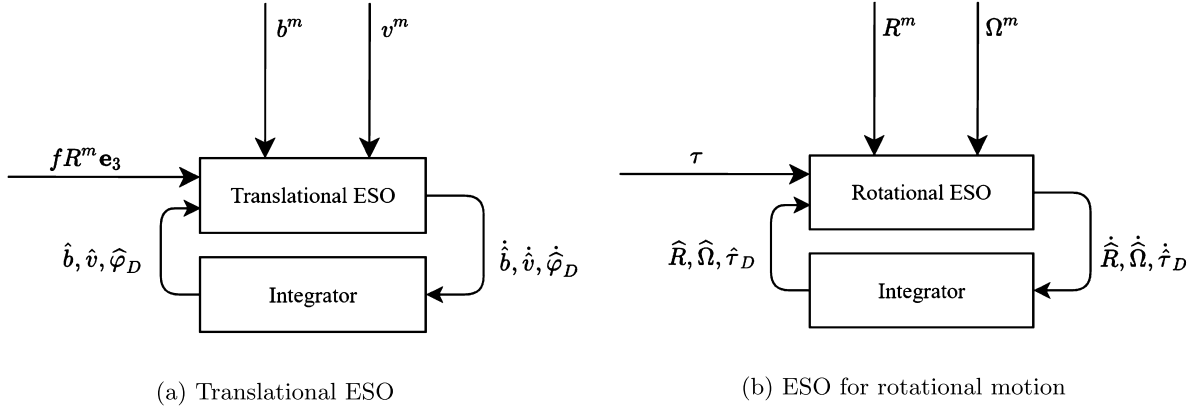 b^m
v^m
fR^m e_3
Translational ESO
b̂, v̂, φ̂_D
Integrator
ḃ̂, v̇̂, φ̇̂_D
(a) Translational ESO
R^m
Ω^m
τ
Rotational ESO
R̂, Ω̂, τ̂_D
Integrator
Ṙ̂, Ω̇̂, τ̇̂_D
(b) ESO for rotational motion